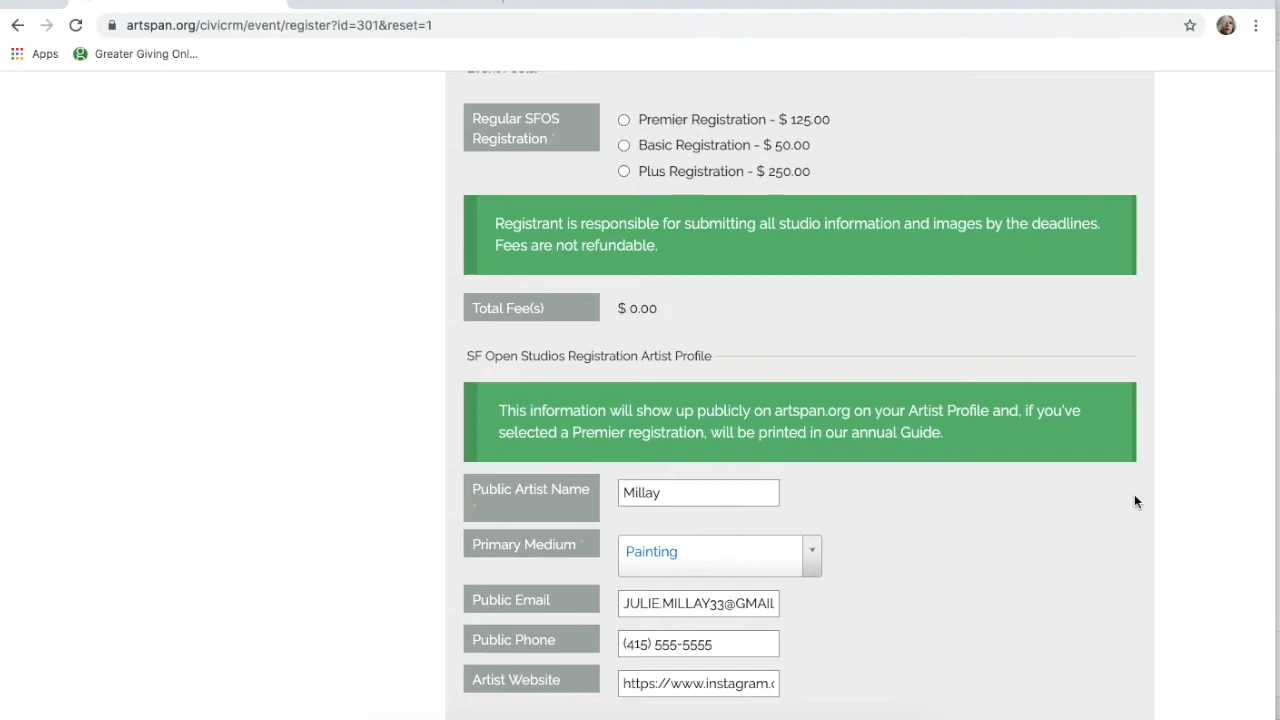 artspan.org/civicrm/event/register?id=301&reset=1
Apps
Greater Giving Onl...
Regular SFOS
Registration *
Premier Registration - $ 125.00
Basic Registration - $ 50.00
Plus Registration - $ 250.00
Registrant is responsible for submitting all studio information and images by the deadlines.
Fees are not refundable.
Total Fee(s)
$ 0.00
SF Open Studios Registration Artist Profile
This information will show up publicly on artspan.org on your Artist Profile and, if you've
selected a Premier registration, will be printed in our annual Guide.
Public Artist Name
*
Millay
Primary Medium *
Painting
Public Email
JULIE.MILLAY33@GMAIL
Public Phone
(415) 555-5555
Artist Website
https://www.instagram.c